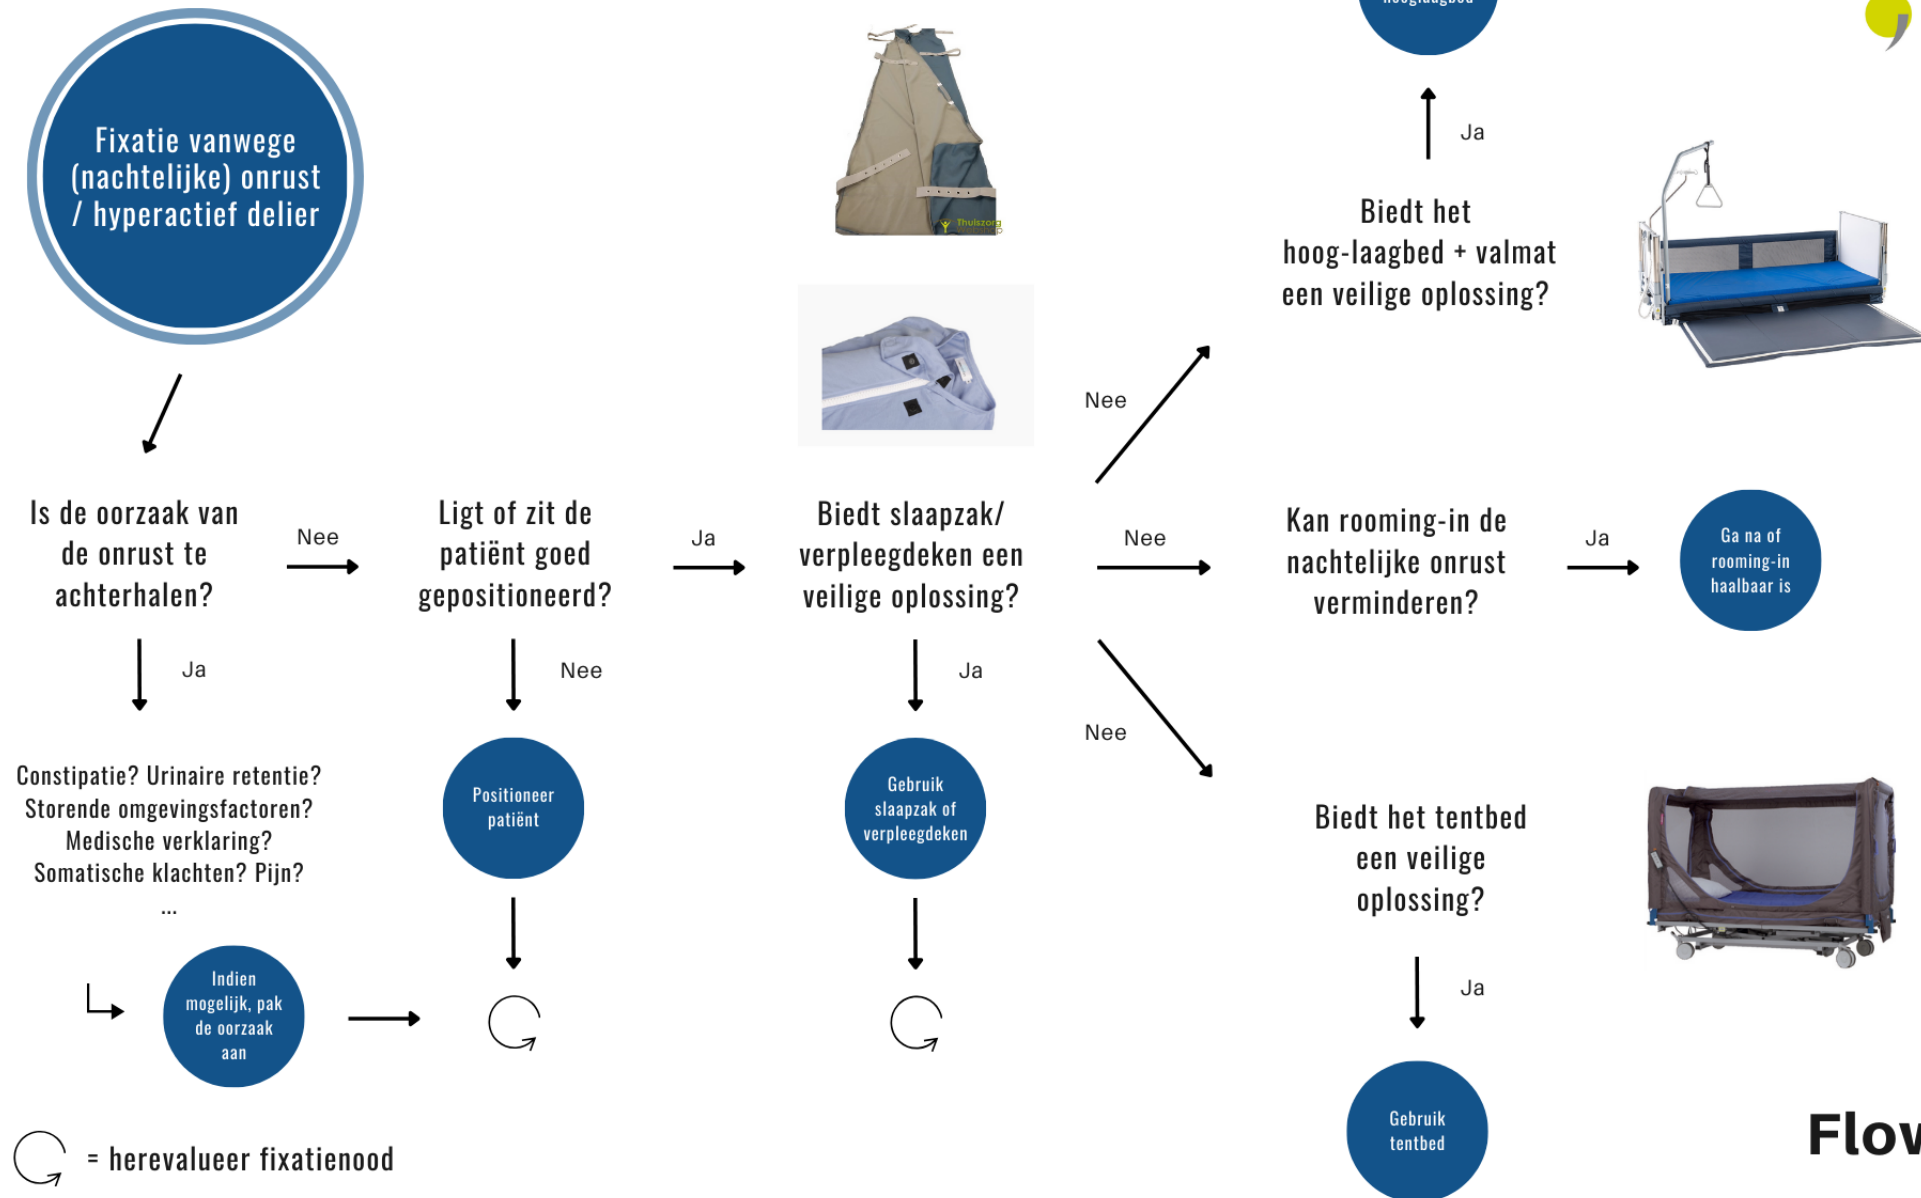 Fixatie vanwege
(nachtelijke) onrust
/ hyperactief delier
Is de oorzaak van
de onrust te
achterhalen?
Nee
Ja
Constipatie? Urinaire retentie?
Storende omgevingsfactoren?
Medische verklaring?
Somatische klachten? Pijn?
...
Indien
mogelijk, pak
de oorzaak
aan
= herevalueer fixatienood
Ligt of zit de
patiënt goed
gepositioneerd?
Ja
Nee
Positioneer
patiënt
Thuiszorg
Biedt slaapzak/
verpleegdeken een
veilige oplossing?
Ja
Gebruik
slaapzak of
verpleegdeken
Nee
Nee
Nee
hooglaagbed
Ja
Biedt het
hoog-laagbed + valmat
een veilige oplossing?
Kan rooming-in de
nachtelijke onrust
verminderen?
Ja
Ga na of
rooming-in
haalbaar is
Biedt het tentbed
een veilige
oplossing?
Ja
Gebruik
tentbed
Flow